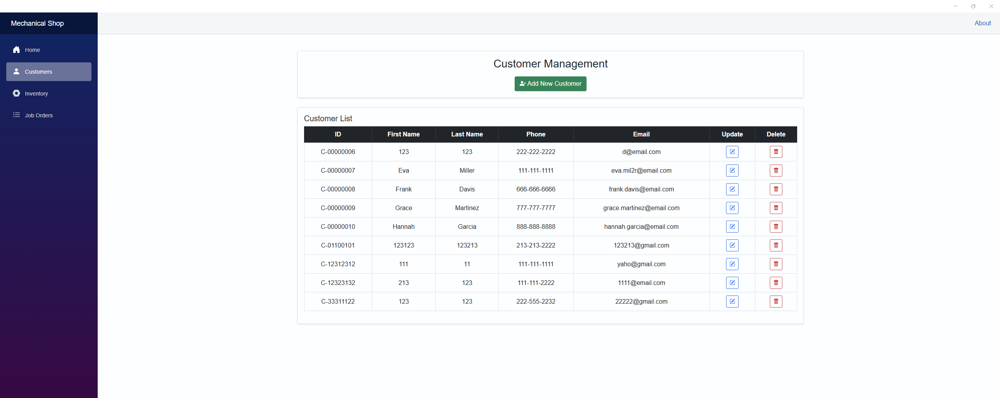 Mechanical Shop
About
Home
Customers
Inventory
Job Orders
Customer Management
Add New Customer
Customer List
ID First Name Last Name Phone Email Update Delete
C-00000006 123 123 222-222-2222 d@email.com
C-00000007 Eva Miller 111-111-1111 eva.mil2r@email.com
C-00000008 Frank Davis 666-666-6666 frank.davis@email.com
C-00000009 Grace Martinez 777-777-7777 grace.martinez@email.com
C-00000010 Hannah Garcia 888-888-8888 hannah.garcia@email.com
C-01100101 123123 123213 213-213-2222 123213@gmail.com
C-12312312 111 11 111-111-1111 yaho@gmail.com
C-12323132 213 123 111-111-2222 1111@email.com
C-33311122 123 123 222-555-2232 22222@gmail.com